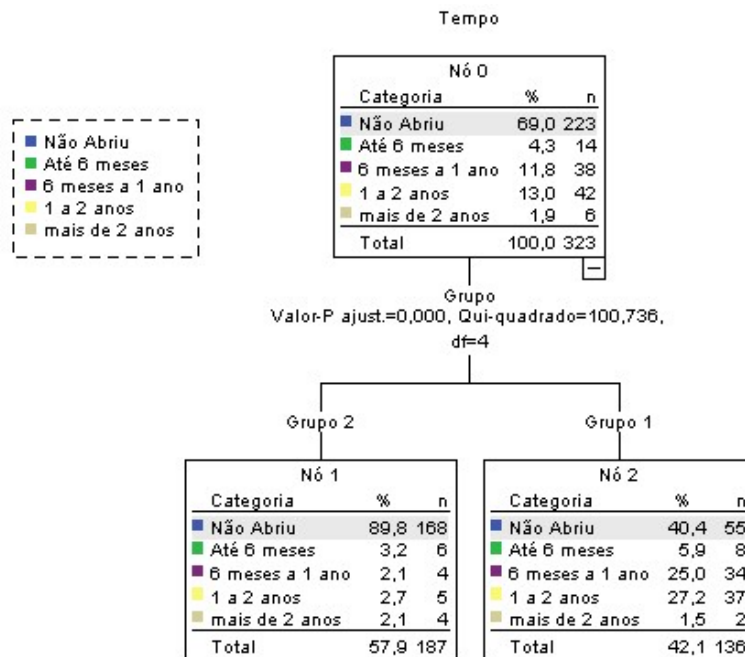 Tempo
Nó 0
Categoria % n
Não Abriu 69,0 223
Até 6 meses 4,3 14
6 meses a 1 ano 11,8 38
1 a 2 anos 13,0 42
mais de 2 anos 1,9 6
Total 100,0 323
Não Abriu
Até 6 meses
6 meses a 1 ano
1 a 2 anos
mais de 2 anos
Grupo
Valor-P ajust.=0,000, Qui-quadrado=100,736,
df=4
Grupo 2
Grupo 1
Nó 1
Categoria % n
Não Abriu 89,8 168
Até 6 meses 3,2 6
6 meses a 1 ano 2,1 4
1 a 2 anos 2,7 5
mais de 2 anos 2,1 4
Total 57,9 187
Nó 2
Categoria % n
Não Abriu 40,4 55
Até 6 meses 5,9 8
6 meses a 1 ano 25,0 34
1 a 2 anos 27,2 37
mais de 2 anos 1,5 2
Total 42,1 136